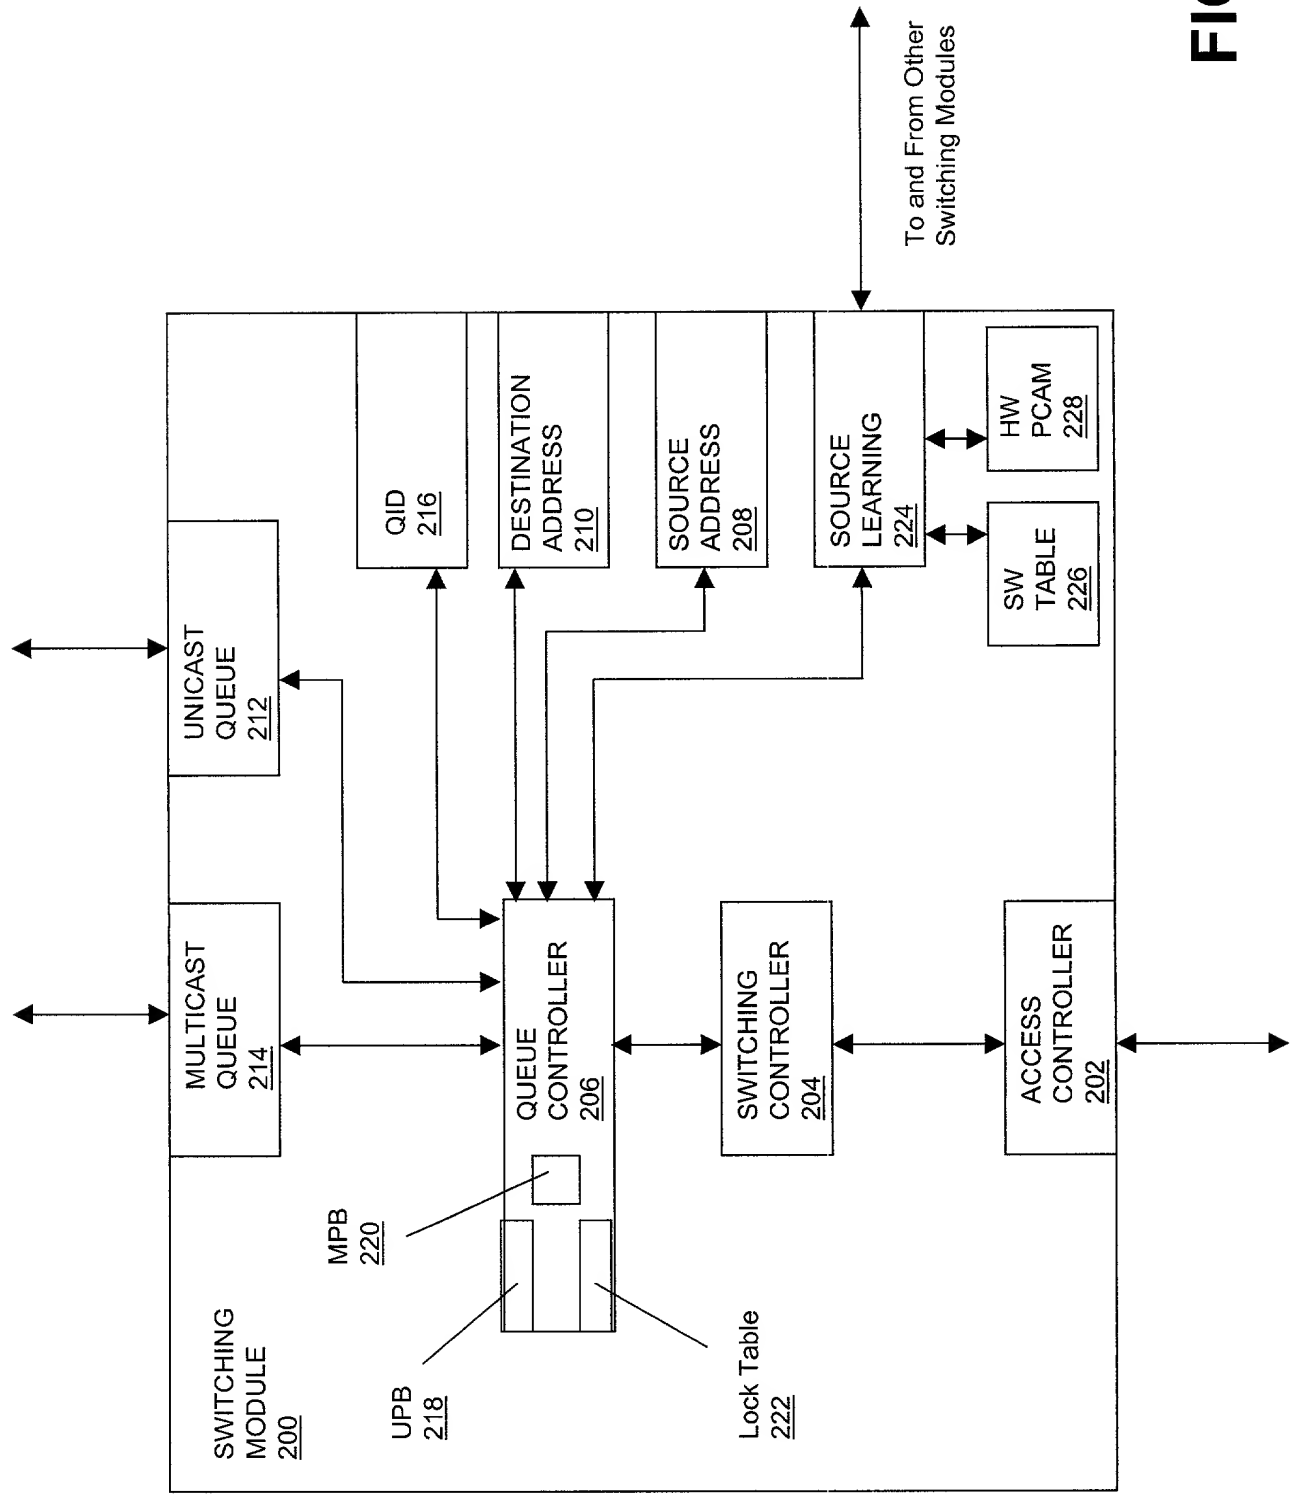 SWITCHING
MODULE
200
MULTICAST
QUEUE
214
UNICAST
QUEUE
212
UPB
218
MPB
220
Lock Table
222
QUEUE
CONTROLLER
206
SWITCHING
CONTROLLER
204
ACCESS
CONTROLLER
202
QID
216
DESTINATION
ADDRESS
210
SOURCE
ADDRESS
208
SOURCE
LEARNING
224
SW
TABLE
226
HW
PCAM
228
To and From Other
Switching Modules